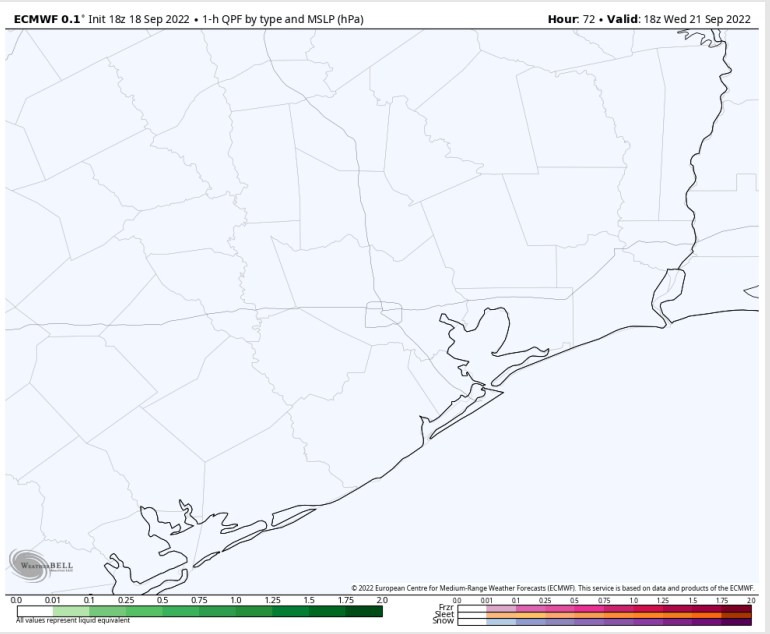 ECMWF 0.1° Init 18z 18 Sep 2022 • 1-h QPF by type and MSLP (hPa)
Hour: 72 • Valid: 18z Wed 21 Sep 2022
WEATHERBELL
© 2022 European Centre for Medium-Range Weather Forecasts (ECMWF). This service is based on data and products of the ECMWF.
0.0 0.01 0.1 0.25 0.5 0.75 1.0 1.25 1.5 1.75 2.0
All values represent liquid equivalent
0.0 0.01 0.1 0.25 0.5 0.75 1.0 1.25 1.5 1.75 2.0
Frzr
Sleet
Snow